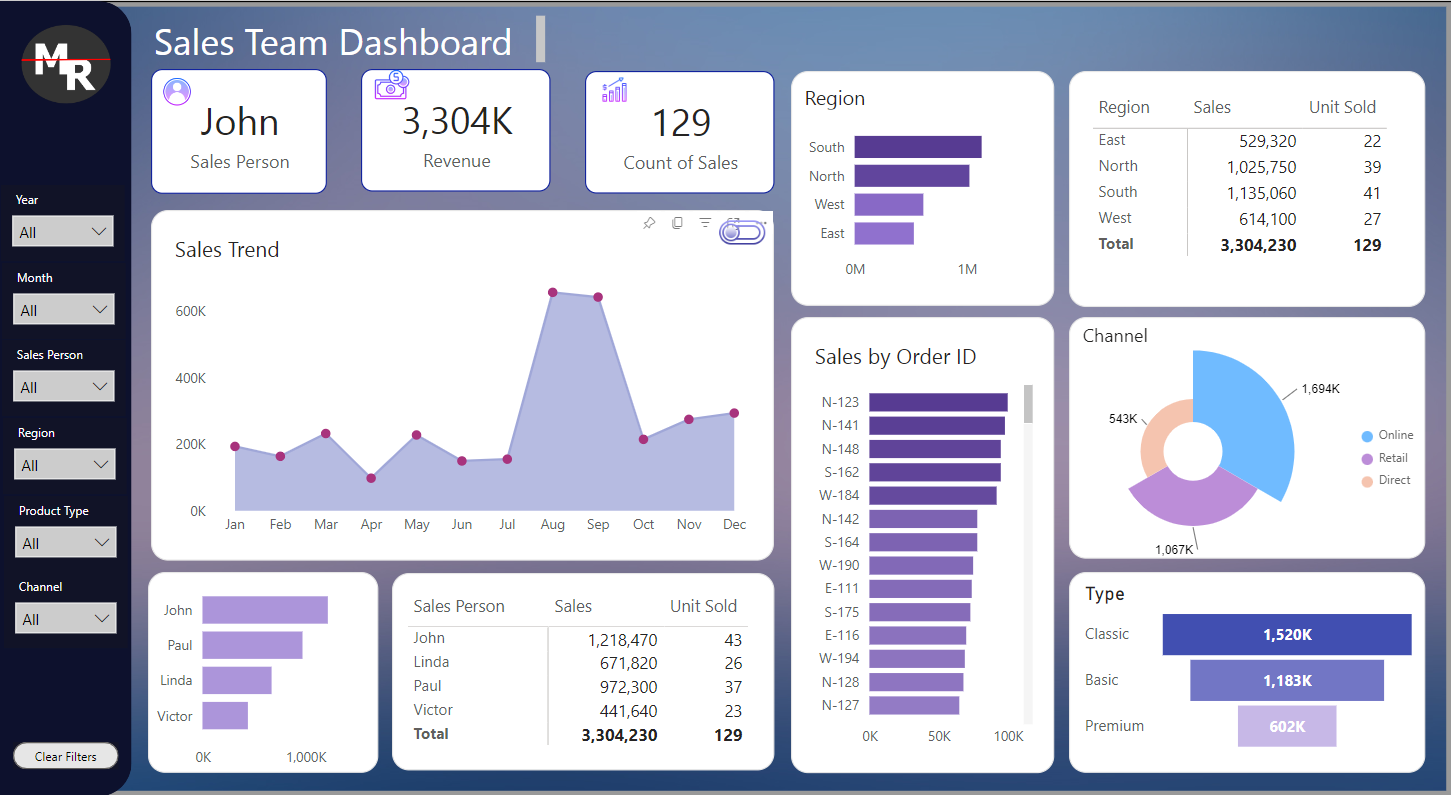 MR
Sales Team Dashboard
John
Sales Person
3,304K
Revenue
129
Count of Sales
Year
All
Month
All
Sales Person
All
Region
All
Product Type
All
Channel
All
Clear Filters
Sales Trend
600K
400K
200K
0K
Jan Feb Mar Apr May Jun Jul Aug Sep Oct Nov Dec
Region
South
North
West
East
0M 1M
Region Sales Unit Sold
East 529,320 22
North 1,025,750 39
South 1,135,060 41
West 614,100 27
Total 3,304,230 129
Sales by Order ID
N-123
N-141
N-148
S-162
W-184
N-142
S-164
W-190
E-111
S-175
E-116
W-194
N-128
N-127
0K 50K 100K
Channel
1,694K
543K
1,067K
Online
Retail
Direct
John
Paul
Linda
Victor
0K 1,000K
Sales Person Sales Unit Sold
John 1,218,470 43
Linda 671,820 26
Paul 972,300 37
Victor 441,640 23
Total 3,304,230 129
Type
Classic 1,520K
Basic 1,183K
Premium 602K